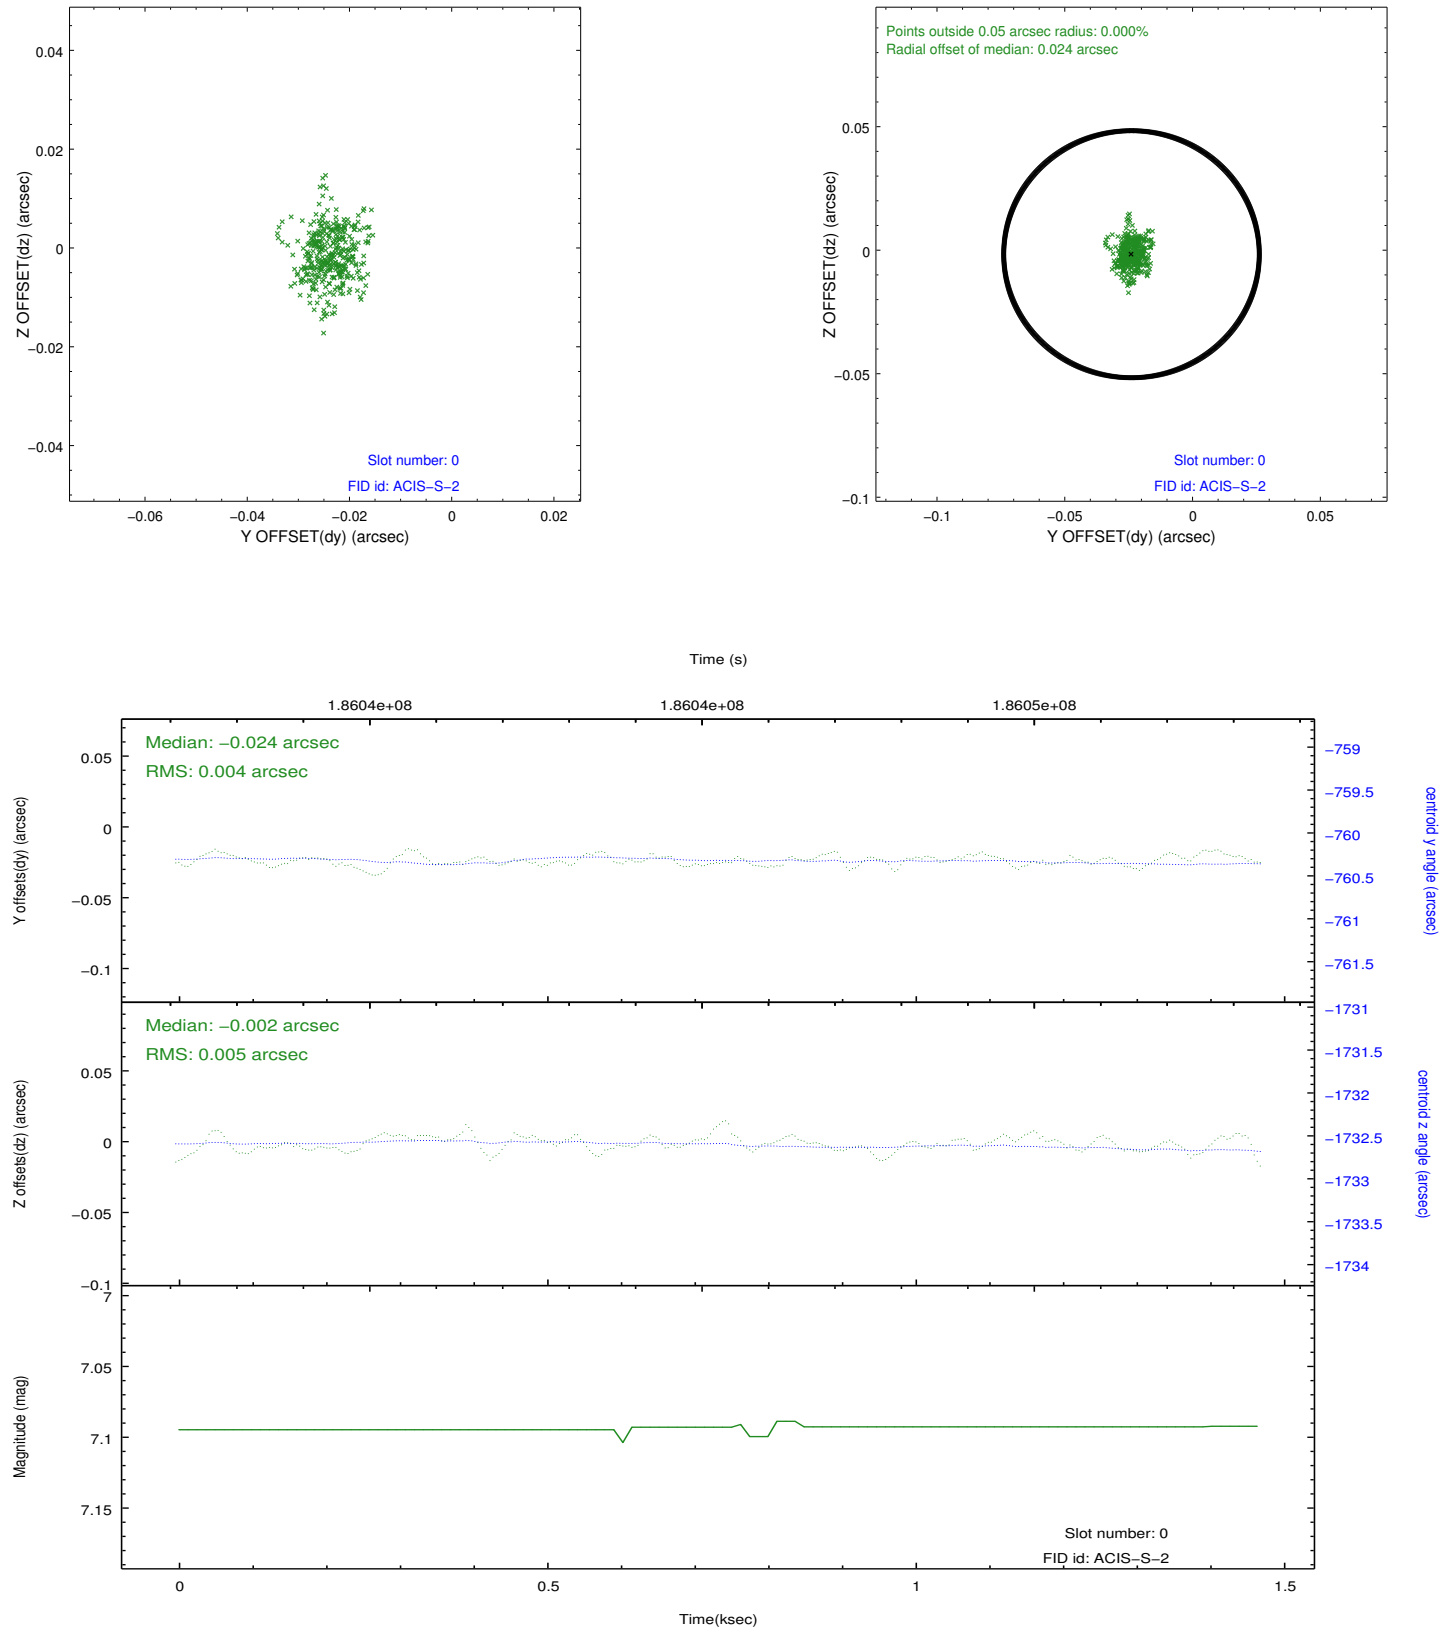 0.04
0.02
0
−0.02
−0.04
Z OFFSET(dz) (arcsec)
Slot number: 0
FID id: ACIS−S−2
−0.06
−0.04
−0.02
0
0.02
Y OFFSET(dy) (arcsec)
Points outside 0.05 arcsec radius: 0.000%
Radial offset of median: 0.024 arcsec
0.05
0
−0.05
−0.1
Z OFFSET(dz) (arcsec)
Slot number: 0
FID id: ACIS−S−2
−0.1
−0.05
0
0.05
Y OFFSET(dy) (arcsec)
Time (s)
1.8604e+08
1.8604e+08
1.8605e+08
Median: −0.024 arcsec
RMS: 0.004 arcsec
0.05
0
−0.05
−0.1
Y offsets(dy) (arcsec)
−759
−759.5
−760
−760.5
−761
−761.5
centroid y angle (arcsec)
Median: −0.002 arcsec
RMS: 0.005 arcsec
0.05
0
−0.05
−0.1
Z offsets(dz) (arcsec)
−1731
−1731.5
−1732
−1732.5
−1733
−1733.5
−1734
centroid z angle (arcsec)
7
7.05
7.1
7.15
Magnitude (mag)
Slot number: 0
FID id: ACIS−S−2
0
0.5
1
1.5
Time(ksec)